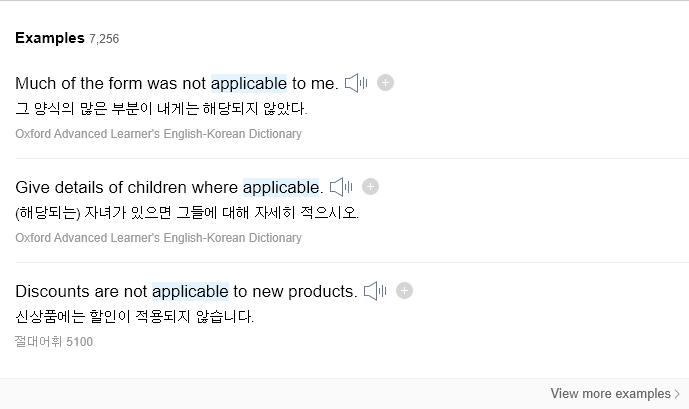 Examples 7,256
Much of the form was not applicable to me.
그 양식의 많은 부분이 내게는 해당되지 않았다.
Oxford Advanced Learner's English-Korean Dictionary
Give details of children where applicable.
(해당되는) 자녀가 있으면 그들에 대해 자세히 적으시오.
Oxford Advanced Learner's English-Korean Dictionary
Discounts are not applicable to new products.
신상품에는 할인이 적용되지 않습니다.
절대어휘 5100
View more examples